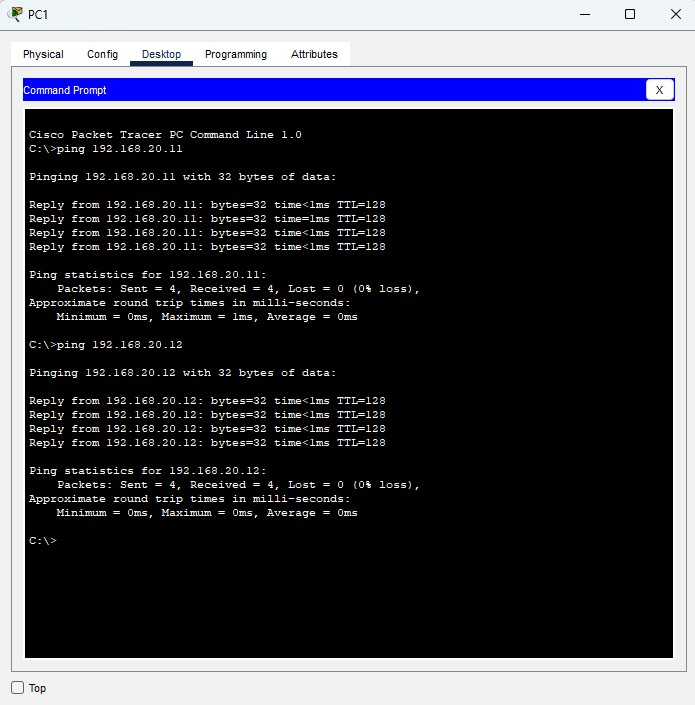 PC1
Physical Config Desktop Programming Attributes
Command Prompt X
Cisco Packet Tracer PC Command Line 1.0
C:\>ping 192.168.20.11
Pinging 192.168.20.11 with 32 bytes of data:
Reply from 192.168.20.11: bytes=32 time<1ms TTL=128
Reply from 192.168.20.11: bytes=32 time=1ms TTL=128
Reply from 192.168.20.11: bytes=32 time<1ms TTL=128
Reply from 192.168.20.11: bytes=32 time<1ms TTL=128
Ping statistics for 192.168.20.11:
Packets: Sent = 4, Received = 4, Lost = 0 (0% loss),
Approximate round trip times in milli-seconds:
Minimum = 0ms, Maximum = 1ms, Average = 0ms
C:\>ping 192.168.20.12
Pinging 192.168.20.12 with 32 bytes of data:
Reply from 192.168.20.12: bytes=32 time<1ms TTL=128
Reply from 192.168.20.12: bytes=32 time<1ms TTL=128
Reply from 192.168.20.12: bytes=32 time<1ms TTL=128
Reply from 192.168.20.12: bytes=32 time<1ms TTL=128
Ping statistics for 192.168.20.12:
Packets: Sent = 4, Received = 4, Lost = 0 (0% loss),
Approximate round trip times in milli-seconds:
Minimum = 0ms, Maximum = 0ms, Average = 0ms
C:\>
Top